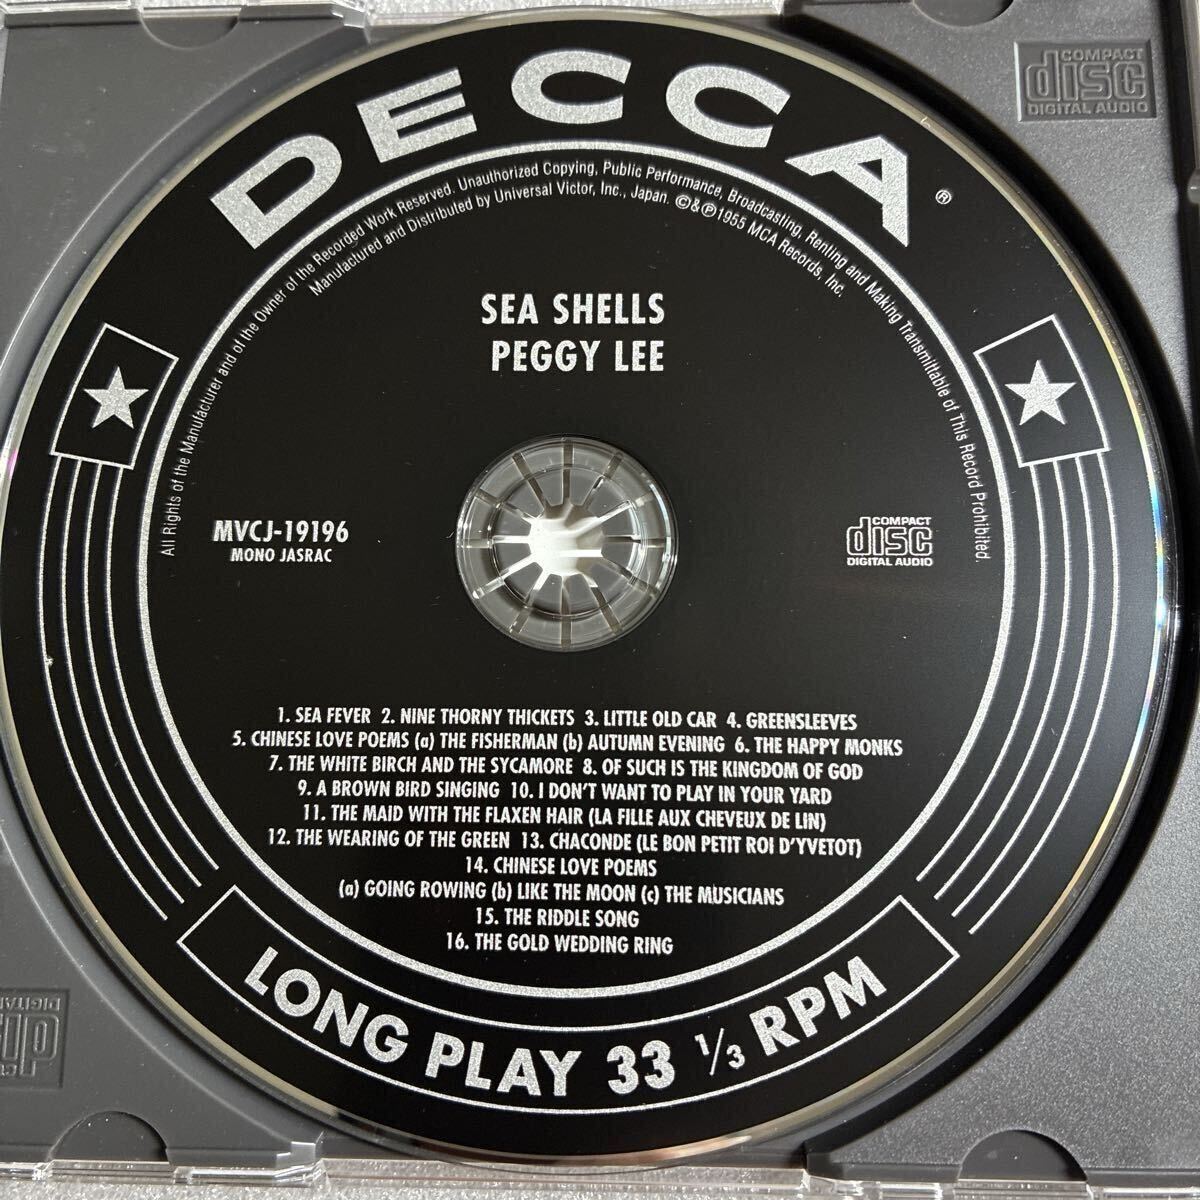 DECCA®
All Rights of the Manufacturer and of the Owner of the Recorded Work Reserved. Unauthorized Copying, Public Performance, Broadcasting, Renting and Making Transmittable of This Record Prohibited.
Manufactured and Distributed by Universal Victor, Inc., Japan. ©&℗1955 MCA Records, Inc.
SEA SHELLS
PEGGY LEE
MVCJ-19196
MONO JASRAC
COMPACT
disc
DIGITAL AUDIO
1. SEA FEVER 2. NINE THORNY THICKETS 3. LITTLE OLD CAR 4. GREENSLEEVES
5. CHINESE LOVE POEMS (a) THE FISHERMAN (b) AUTUMN EVENING 6. THE HAPPY MONKS
7. THE WHITE BIRCH AND THE SYCAMORE 8. OF SUCH IS THE KINGDOM OF GOD
9. A BROWN BIRD SINGING 10. I DON'T WANT TO PLAY IN YOUR YARD
11. THE MAID WITH THE FLAXEN HAIR (LA FILLE AUX CHEVEUX DE LIN)
12. THE WEARING OF THE GREEN 13. CHACONDE (LE BON PETIT ROI D'YVETOT)
14. CHINESE LOVE POEMS
(a) GOING ROWING (b) LIKE THE MOON (c) THE MUSICIANS
15. THE RIDDLE SONG
16. THE GOLD WEDDING RING
LONG PLAY 33 1/3 RPM
COMPACT
disc
DIGITAL AUDIO